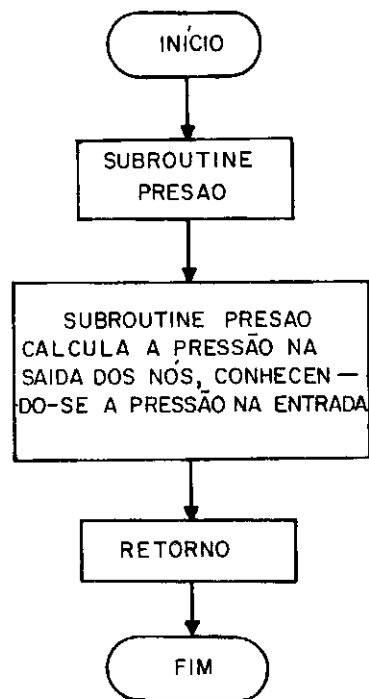 INÍCIO
SUBROUTINE
PRESAO
SUBROUTINE PRESAO
CALCULA A PRESSÃO NA
SAIDA DOS NÓS, CONHECEN-
DO-SE A PRESSÃO NA ENTRADA
RETORNO
FIM